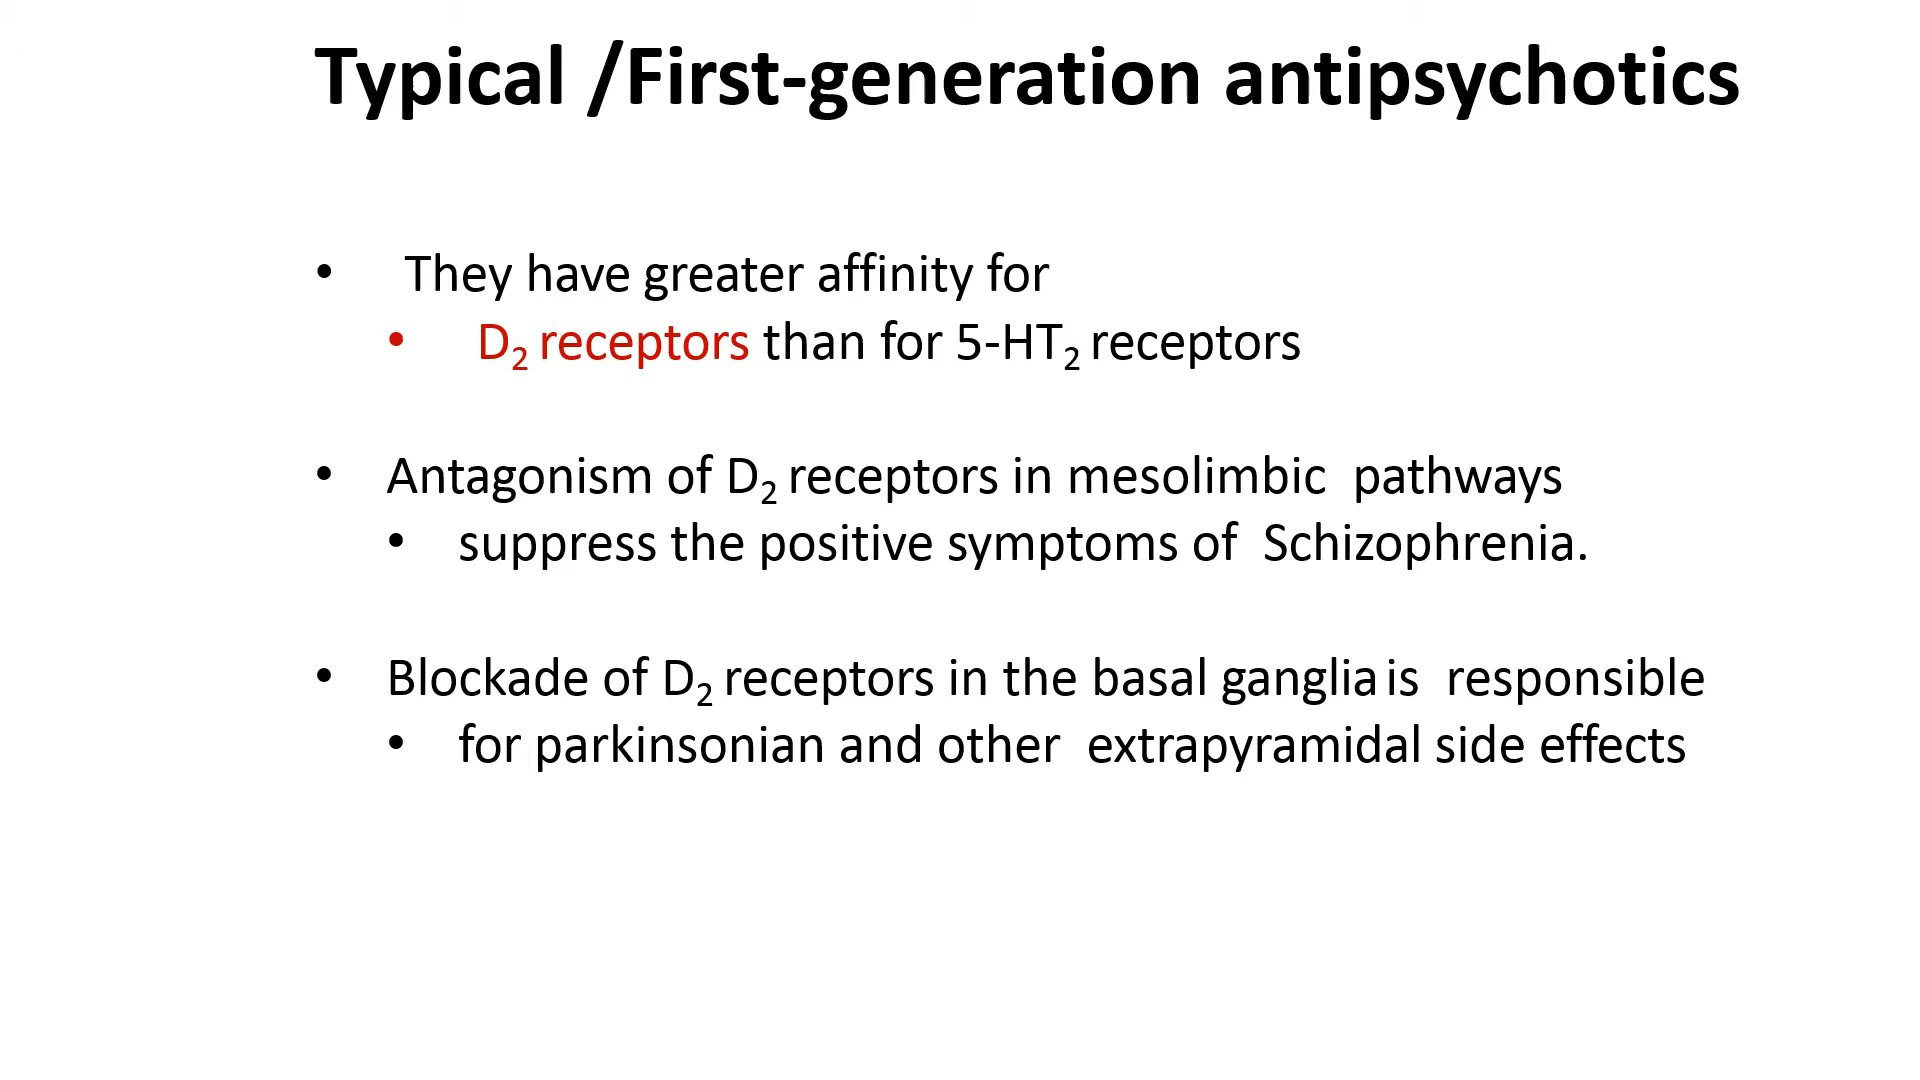 Typical /First-generation antipsychotics
• They have greater affinity for
• D₂ receptors than for 5-HT₂ receptors
• Antagonism of D₂ receptors in mesolimbic pathways
• suppress the positive symptoms of Schizophrenia.
• Blockade of D₂ receptors in the basal ganglia is responsible
• for parkinsonian and other extrapyramidal side effects